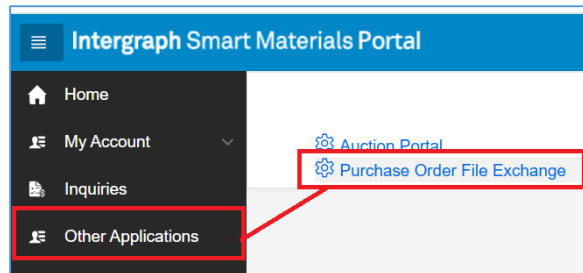 Intergraph Smart Materials Portal
Home
My Account
Auction Portal
Purchase Order File Exchange
Inquiries
Other Applications